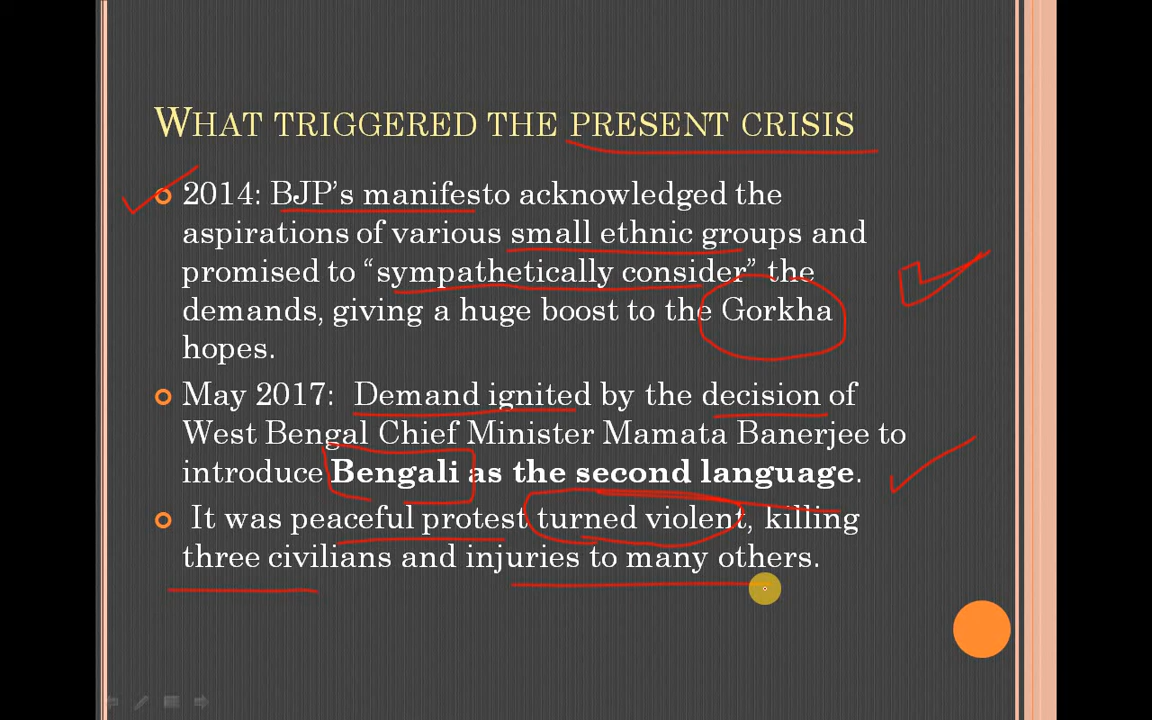 WHAT TRIGGERED THE PRESENT CRISIS
2014: BJP's manifesto acknowledged the
aspirations of various small ethnic groups and
promised to “sympathetically consider” the
demands, giving a huge boost to the Gorkha
hopes.
May 2017: Demand ignited by the decision of
West Bengal Chief Minister Mamata Banerjee to
introduce Bengali as the second language.
It was peaceful protest turned violent, killing
three civilians and injuries to many others.